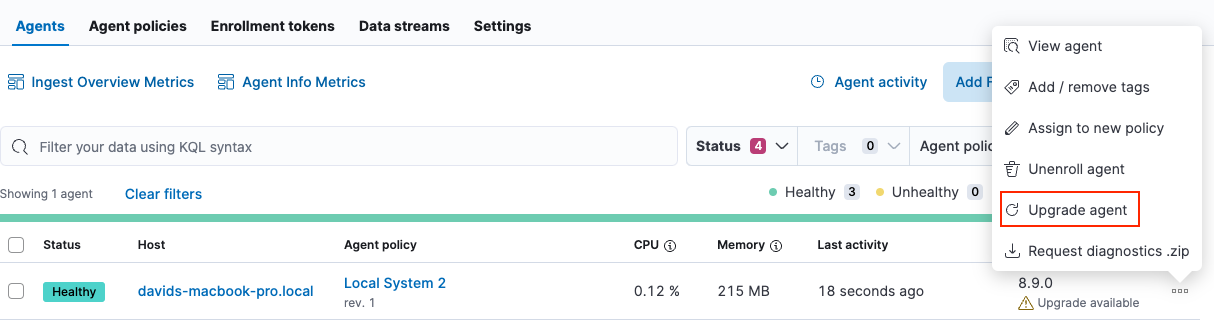 Agents Agent policies Enrollment tokens Data streams Settings
Ingest Overview Metrics Agent Info Metrics Agent activity Add F
Filter your data using KQL syntax Status 4 Tags 0 Agent polic
Showing 1 agent Clear filters Healthy 3 Unhealthy 0
Status Host Agent policy CPU Memory Last activity
Healthy davids-macbook-pro.local Local System 2 0.12 % 215 MB 18 seconds ago 8.9.0
rev. 1 Upgrade available
View agent
Add / remove tags
Assign to new policy
Unenroll agent
Upgrade agent
Request diagnostics .zip